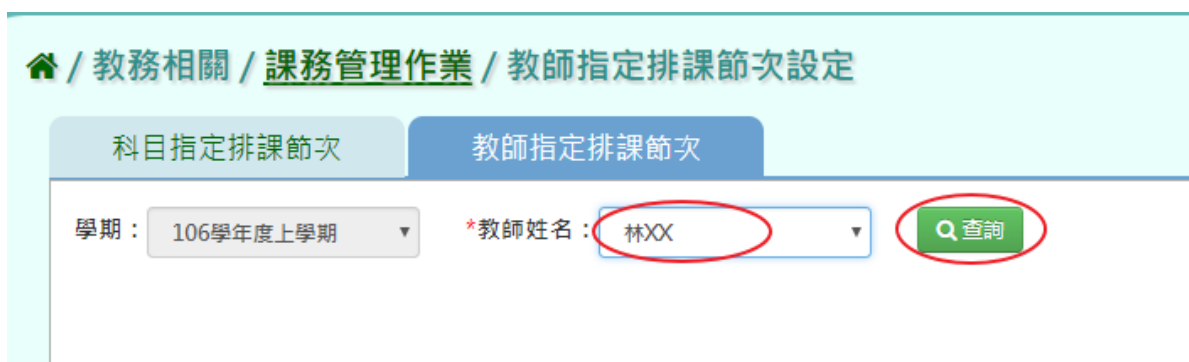 / 教務相關 / 課務管理作業 / 教師指定排課節次設定
科目指定排課節次 教師指定排課節次
學期： 106學年度上學期 *教師姓名： 林XX 查詢